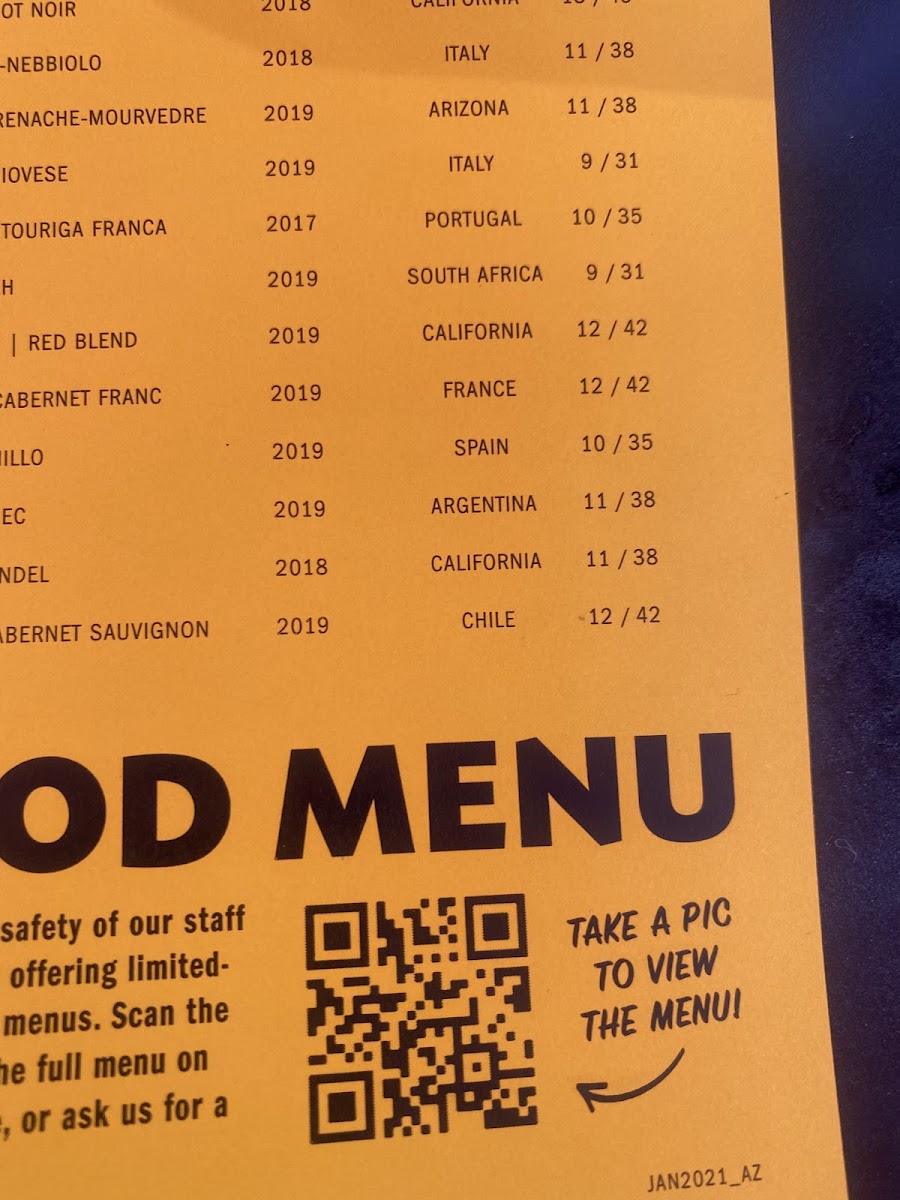 OT NOIR 2018 CALIFORNIA
-NEBBIOLO 2018 ITALY 11 / 38
RENACHE-MOURVEDRE 2019 ARIZONA 11 / 38
IOVESE 2019 ITALY 9 / 31
TOURIGA FRANCA 2017 PORTUGAL 10 / 35
H 2019 SOUTH AFRICA 9 / 31
| RED BLEND 2019 CALIFORNIA 12 / 42
CABERNET FRANC 2019 FRANCE 12 / 42
ILLO 2019 SPAIN 10 / 35
EC 2019 ARGENTINA 11 / 38
NDEL 2018 CALIFORNIA 11 / 38
ABERNET SAUVIGNON 2019 CHILE 12 / 42
OD MENU
safety of our staff
offering limited-
menus. Scan the
he full menu on
, or ask us for a
TAKE A PIC
TO VIEW
THE MENU!
JAN2021_AZ